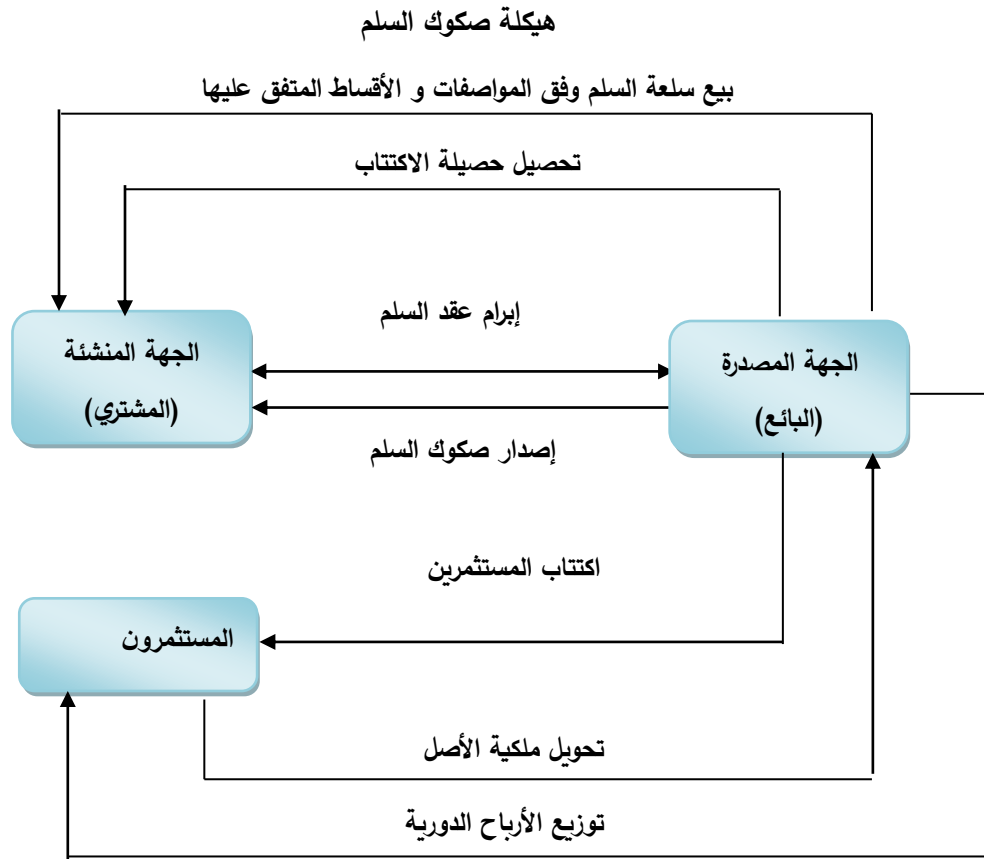 هيكلة صكوك السلم
بيع سلعة السلم وفق المواصفات و الأقساط المتفق عليها
تحصيل حصيلة الاكتتاب
إبرام عقد السلم
الجهة المصدرة
(البائع)
الجهة المنشئة
(المشتري)
إصدار صكوك السلم
اكتتاب المستثمرين
المستثمرون
تحويل ملكية الأصل
توزيع الأرباح الدورية